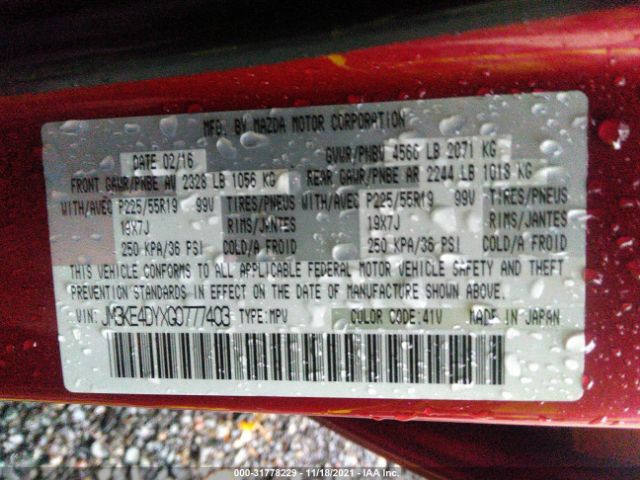 MFG. BY MAZDA MOTOR CORPORATION
DATE 02/16 GVWR/PNBV 4566 LB 2071 KG
FRONT GAWR/PNBE AV 2328 LB 1056 KG REAR GAWR/PNBE AR 2244 LB 1018 KG
WITH/AVEC P225/55R19 99V TIRES/PNEUS WITH/AVEC P225/55R19 99V TIRES/PNEUS
19X7J RIMS/JANTES 19X7J RIMS/JANTES
250 KPA/36 PSI COLD/A FROID 250 KPA/36 PSI COLD/A FROID
THIS VEHICLE CONFORMS TO ALL APPLICABLE FEDERAL MOTOR VEHICLE SAFETY AND THEFT
PREVENTION STANDARDS IN EFFECT ON THE DATE OF MANUFACTURE SHOWN ABOVE.
VIN: JM3KE4DYXG0777403 TYPE:MPV COLOR CODE:41V MADE IN JAPAN
000-31778229 - 11/18/2021 - IAA Inc.